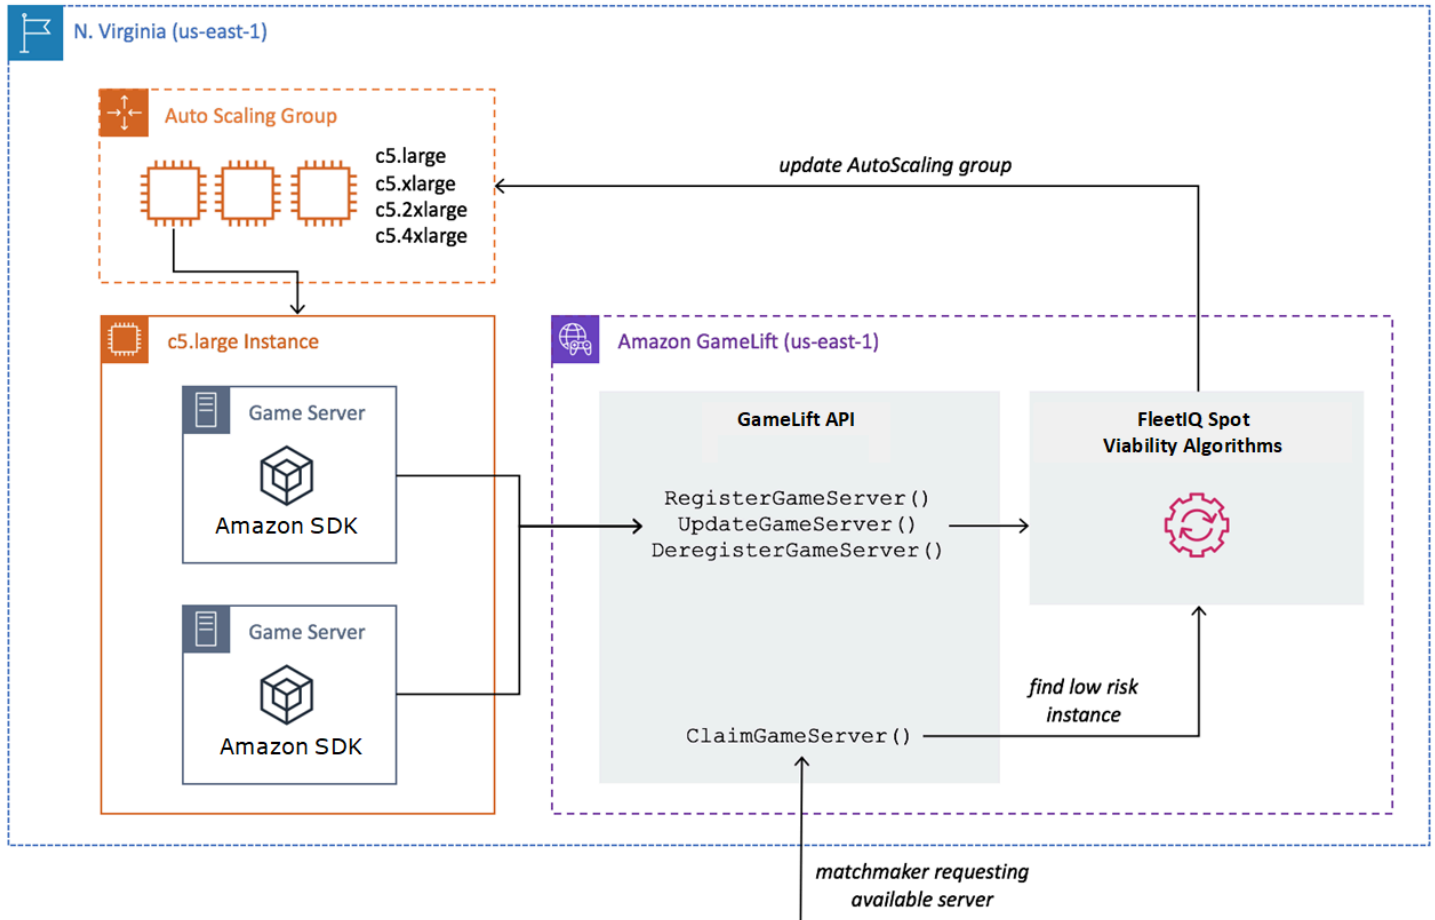 N. Virginia (us-east-1)
Auto Scaling Group
c5.large
c5.xlarge
c5.2xlarge
c5.4xlarge
update AutoScaling group
c5.large Instance
Game Server
Amazon SDK
Game Server
Amazon SDK
Amazon GameLift (us-east-1)
GameLift API
RegisterGameServer()
UpdateGameServer()
DeregisterGameServer()
ClaimGameServer()
FleetIQ Spot
Viability Algorithms
find low risk
instance
matchmaker requesting
available server